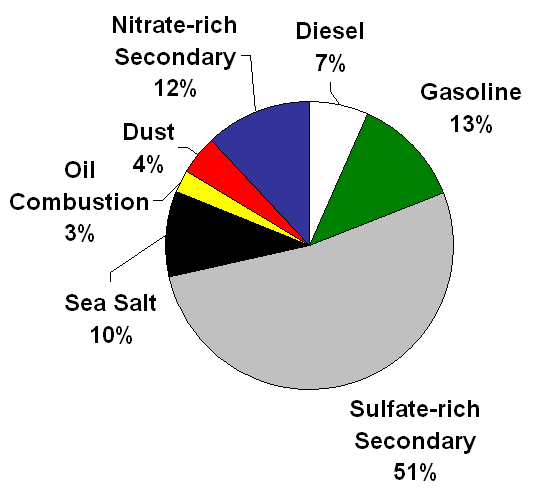 Nitrate-rich
Secondary
12%
Diesel
7%
Gasoline
13%
Dust
4%
Oil
Combustion
3%
Sea Salt
10%
Sulfate-rich
Secondary
51%